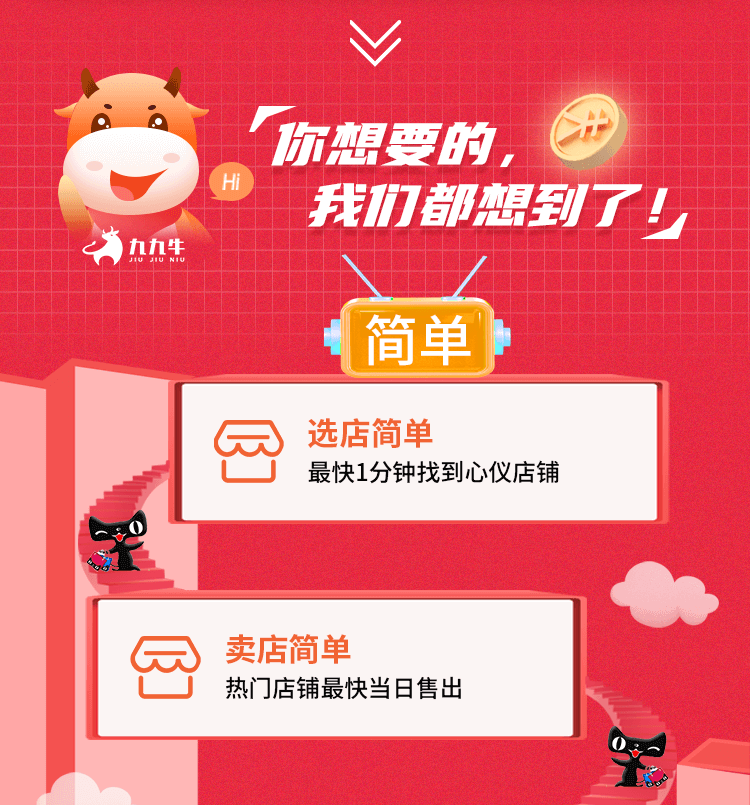 你想要的，
Hi
我们都想到了！
九九牛
JIU JIU NIU
简单
选店简单
最快1分钟找到心仪店铺
卖店简单
热门店铺最快当日售出